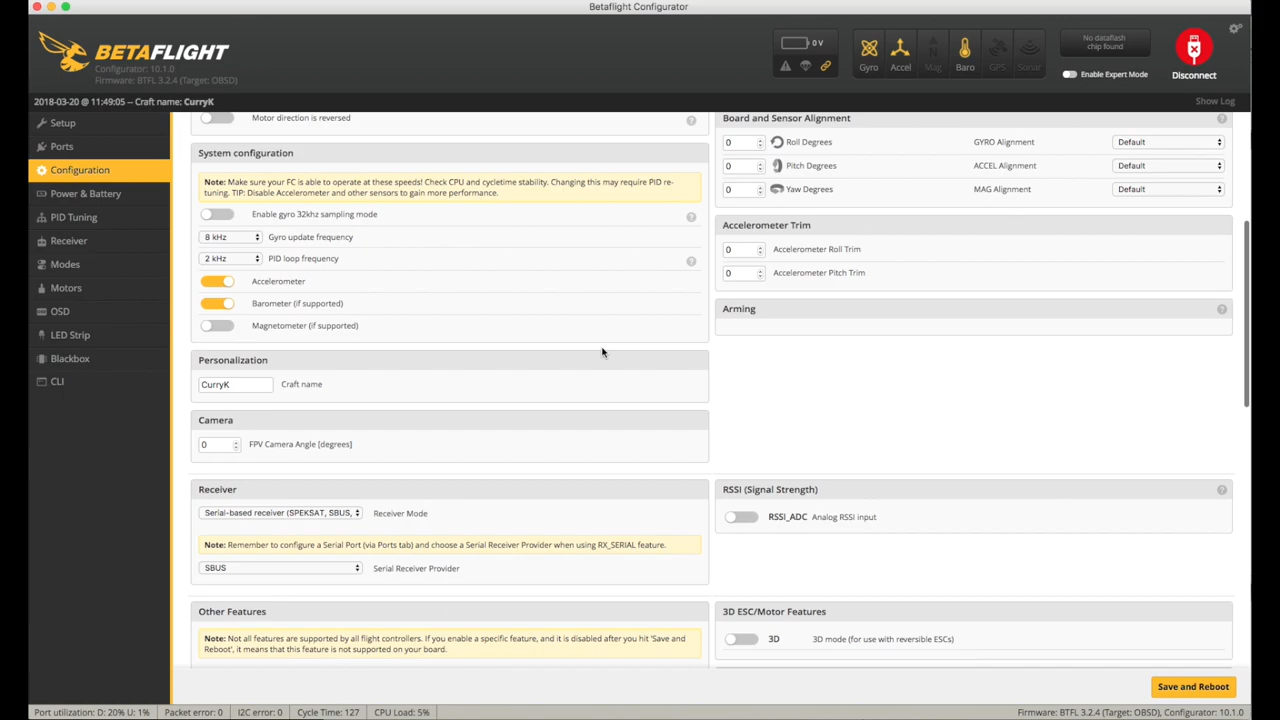 Betaflight Configurator
BETAFLIGHT
Configurator: 10.1.0
Firmware: BTFL 3.2.4 (Target: OBSD)
0 V
Gyro
Accel
Mag
Baro
GPS
Sonar
No dataflash
chip found
Enable Expert Mode
Disconnect
2018-03-20 @ 11:49:05 -- Craft name: CurryK
Show Log
Setup
Ports
Configuration
Power & Battery
PID Tuning
Receiver
Modes
Motors
OSD
LED Strip
Blackbox
CLI
Motor direction is reversed
System configuration
Note: Make sure your FC is able to operate at these speeds! Check CPU and cycletime stability. Changing this may require PID re-
tuning. TIP: Disable Accelerometer and other sensors to gain more performance.
Enable gyro 32khz sampling mode
8 kHz Gyro update frequency
2 kHz PID loop frequency
Accelerometer
Barometer (if supported)
Magnetometer (if supported)
Personalization
CurryK Craft name
Camera
0 FPV Camera Angle [degrees]
Board and Sensor Alignment
0 Roll Degrees GYRO Alignment Default
0 Pitch Degrees ACCEL Alignment Default
0 Yaw Degrees MAG Alignment Default
Accelerometer Trim
0 Accelerometer Roll Trim
0 Accelerometer Pitch Trim
Arming
Receiver
Serial-based receiver (SPEKSAT, SBUS, Receiver Mode
Note: Remember to configure a Serial Port (via Ports tab) and choose a Serial Receiver Provider when using RX_SERIAL feature.
SBUS Serial Receiver Provider
RSSI (Signal Strength)
RSSI_ADC Analog RSSI input
Other Features
Note: Not all features are supported by all flight controllers. If you enable a specific feature, and it is disabled after you hit 'Save and
Reboot', it means that this feature is not supported on your board.
3D ESC/Motor Features
3D 3D mode (for use with reversible ESCs)
Save and Reboot
Port utilization: D: 20% U: 1% Packet error: 0 I2C error: 0 Cycle Time: 127 CPU Load: 5% Firmware: BTFL 3.2.4 (Target: OBSD), Configurator: 10.1.0